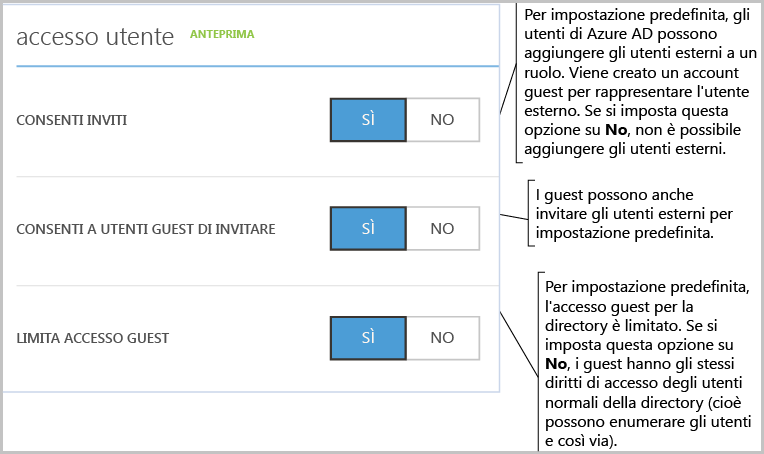 accesso utente ANTEPRIMA
CONSENTI INVITI SÌ NO
CONSENTI A UTENTI GUEST DI INVITARE SÌ NO
LIMITA ACCESSO GUEST SÌ NO
Per impostazione predefinita, gli
utenti di Azure AD possono
aggiungere gli utenti esterni a un
ruolo. Viene creato un account
guest per rappresentare l'utente
esterno. Se si imposta questa
opzione su No, non è possibile
aggiungere gli utenti esterni.
I guest possono anche
invitare gli utenti esterni per
impostazione predefinita.
Per impostazione predefinita,
l'accesso guest per la
directory è limitato. Se si
imposta questa opzione su
No, i guest hanno gli stessi
diritti di accesso degli utenti
normali della directory (cioè
possono enumerare gli utenti
e così via).